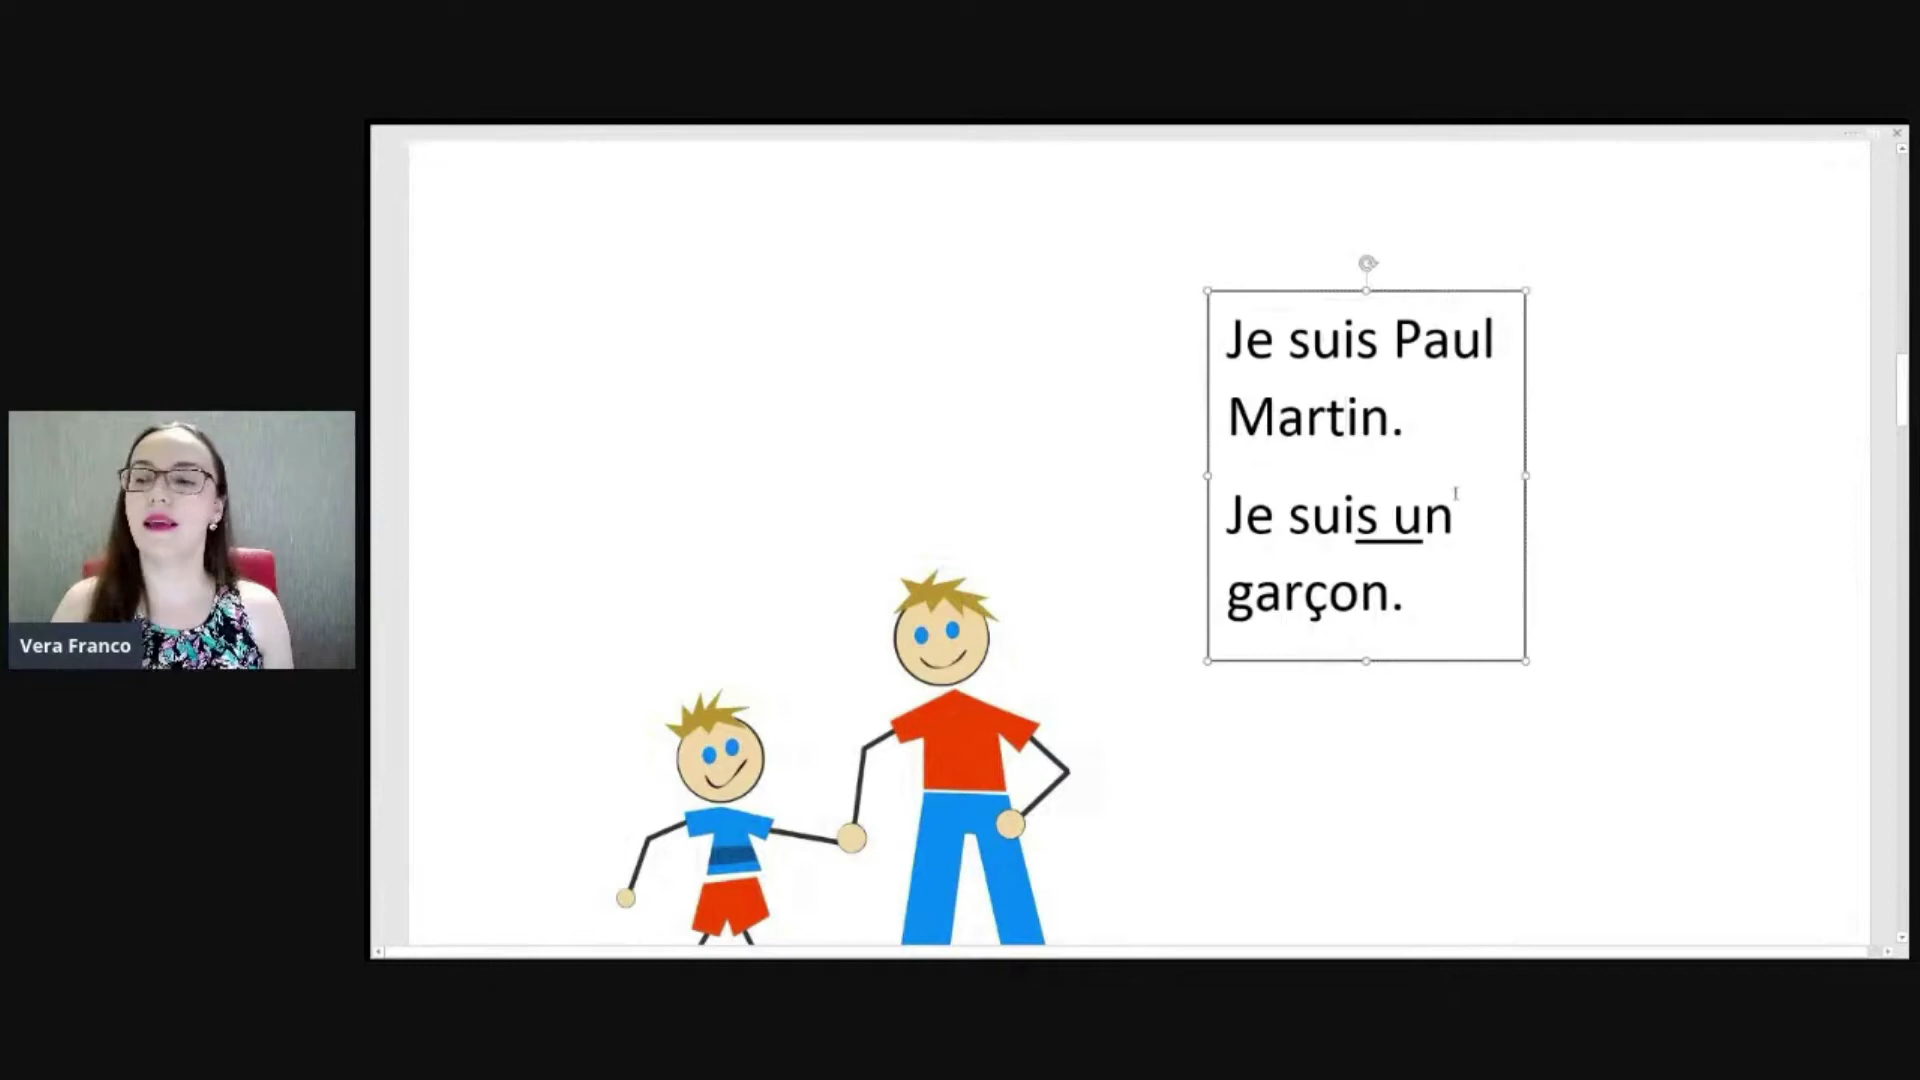 Je suis Paul
Martin.
Je suis un
garçon.
Vera Franco